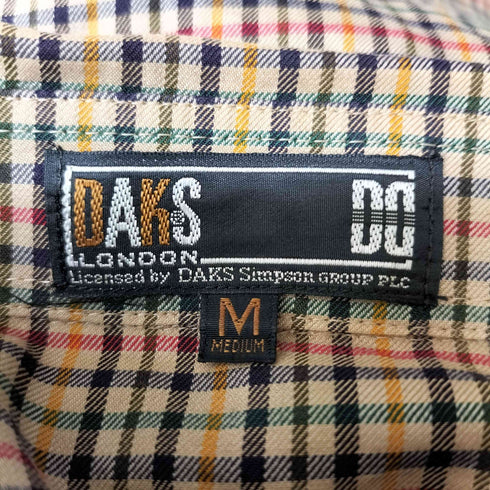 DAKS DD
LONDON
Licensed by DAKS Simpson GROUP PLC
M
MEDIUM